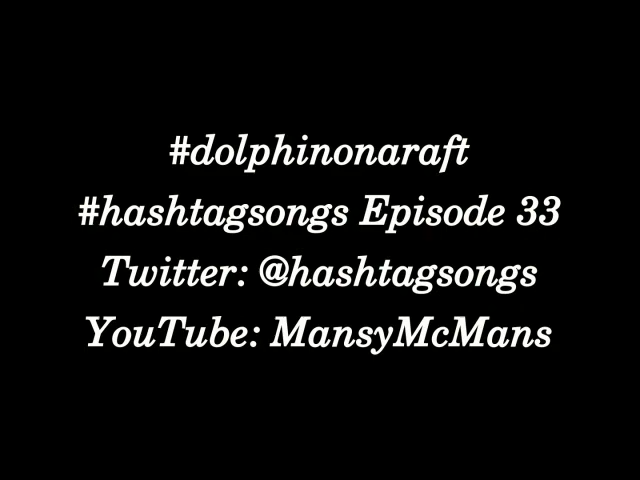 #dolphinonaraft
#hashtagsongs Episode 33
Twitter: @hashtagsongs
YouTube: MansyMcMans